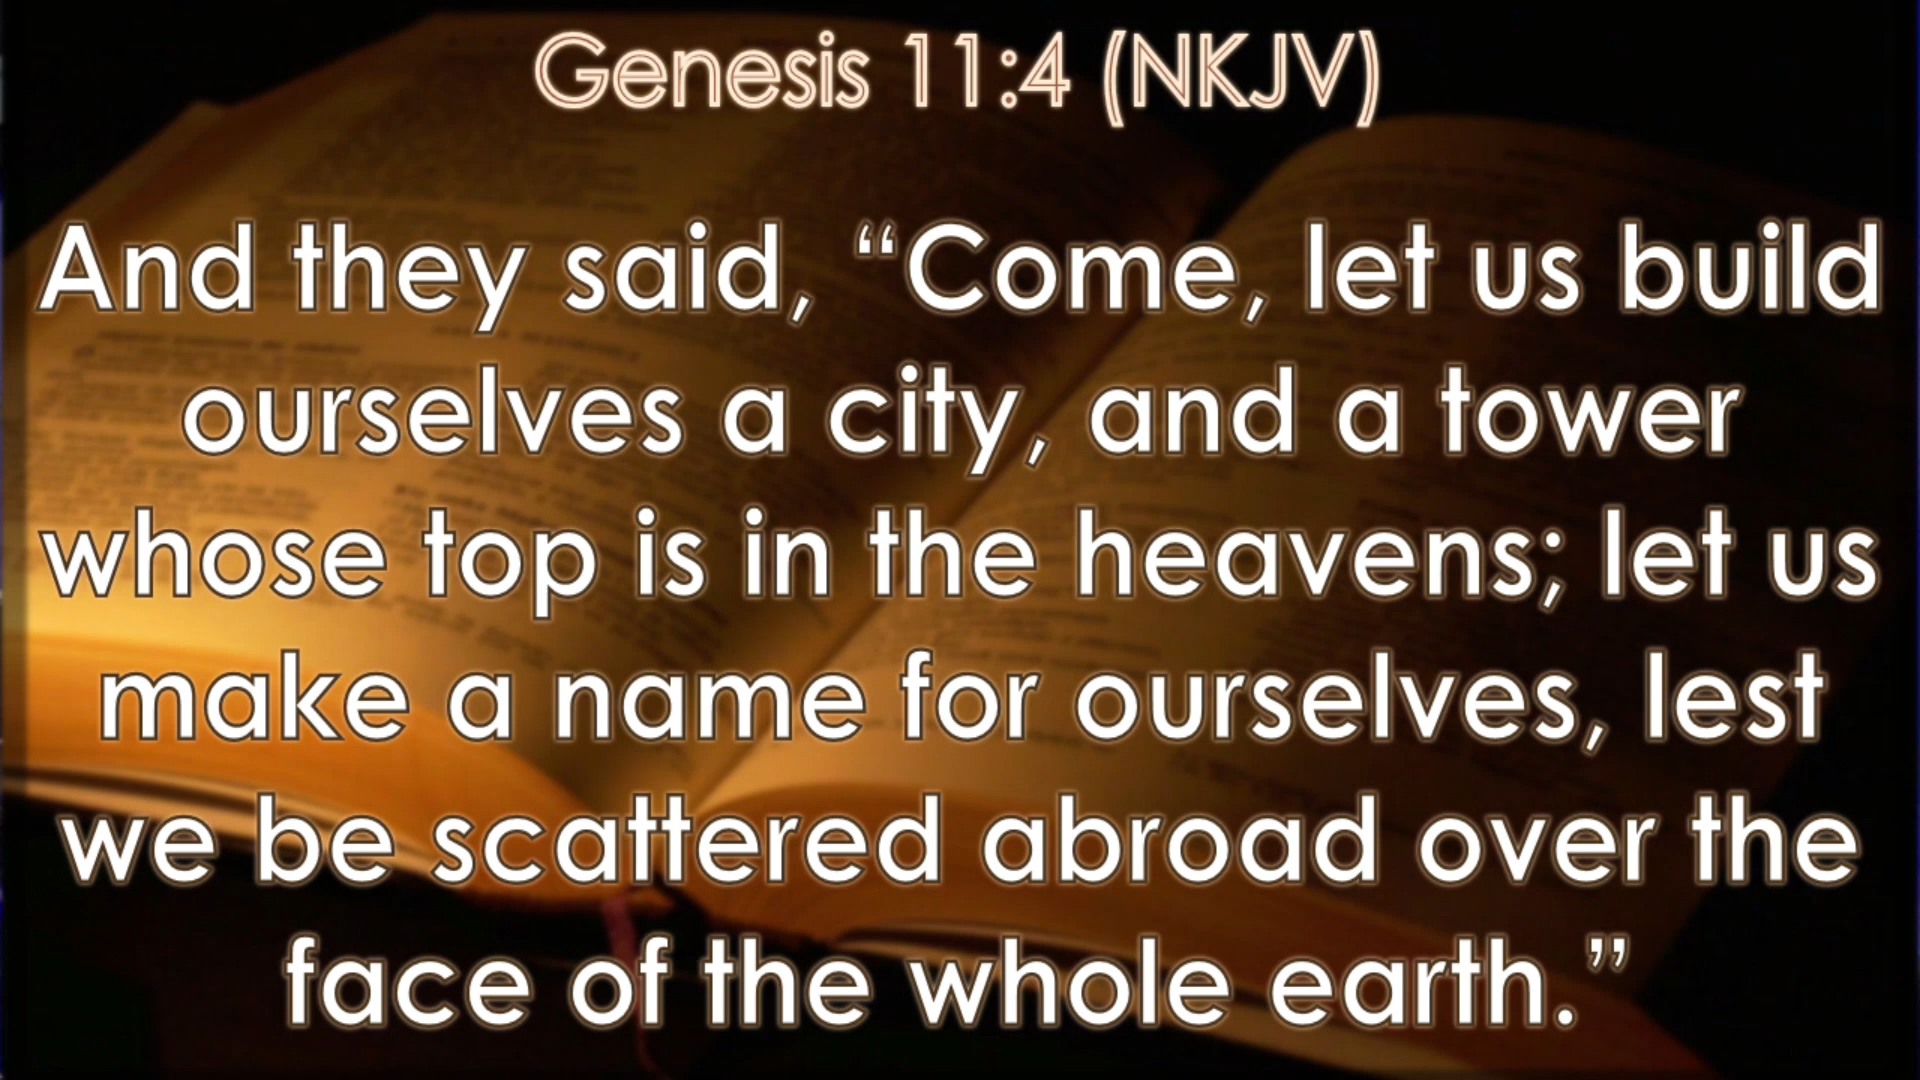 Genesis 11:4 (NKJV)
And they said, “Come, let us build
ourselves a city, and a tower
whose top is in the heavens; let us
make a name for ourselves, lest
we be scattered abroad over the
face of the whole earth.”